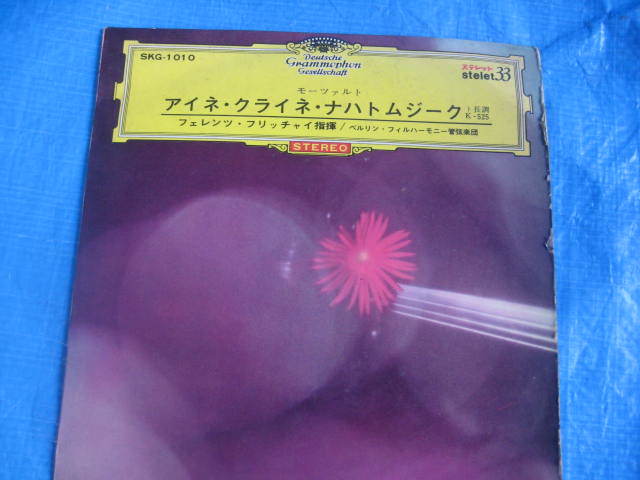 SKG-1010
Deutsche
Grammophon
Gesellschaft
ステレット
stelet 33
モーツァルト
アイネ・クライネ・ナハトムジーク ト長調 K-525
フェレンツ・フリッチャイ指揮/ベルリン・フィルハーモニー管弦楽団
STEREO